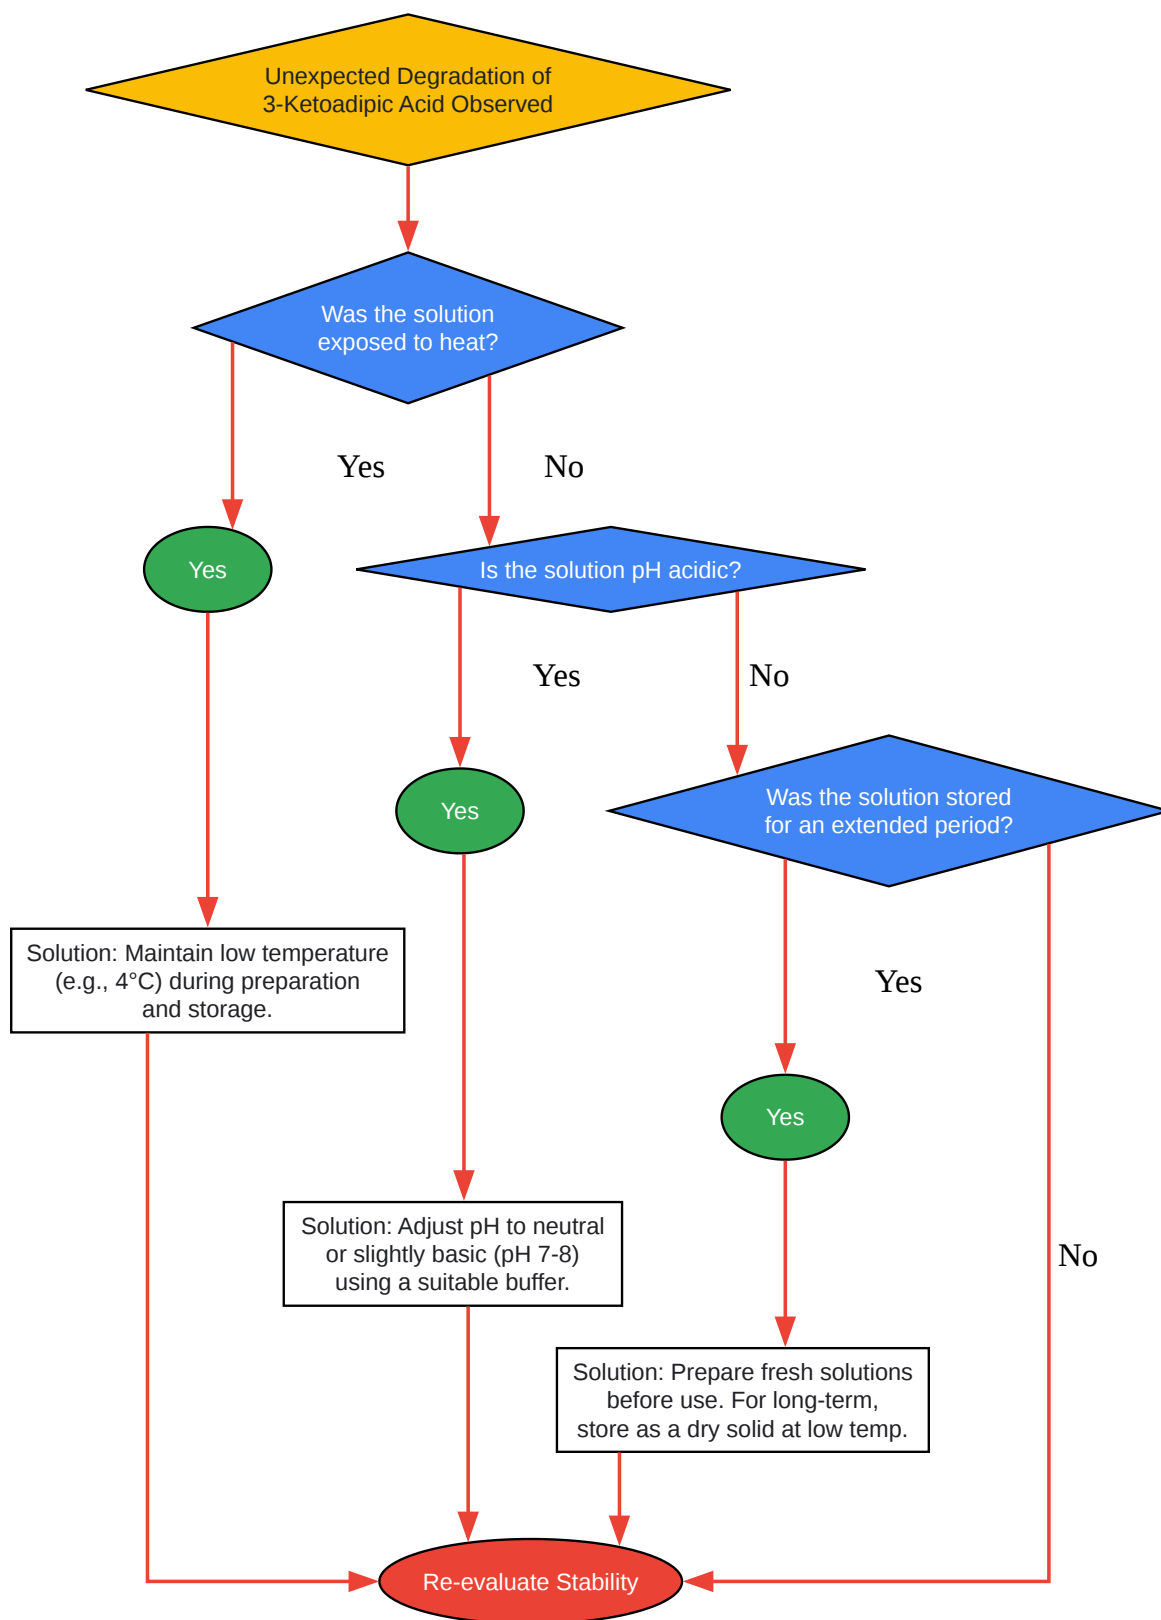 Unexpected Degradation of
3-Ketoadipic Acid Observed
Was the solution
exposed to heat?
Yes
No
Yes
Is the solution pH acidic?
Yes
No
Yes
Was the solution stored
for an extended period?
Solution: Maintain low temperature
(e.g., 4°C) during preparation
and storage.
Yes
Yes
Solution: Adjust pH to neutral
or slightly basic (pH 7-8)
using a suitable buffer.
No
Solution: Prepare fresh solutions
before use. For long-term,
store as a dry solid at low temp.
Re-evaluate Stability